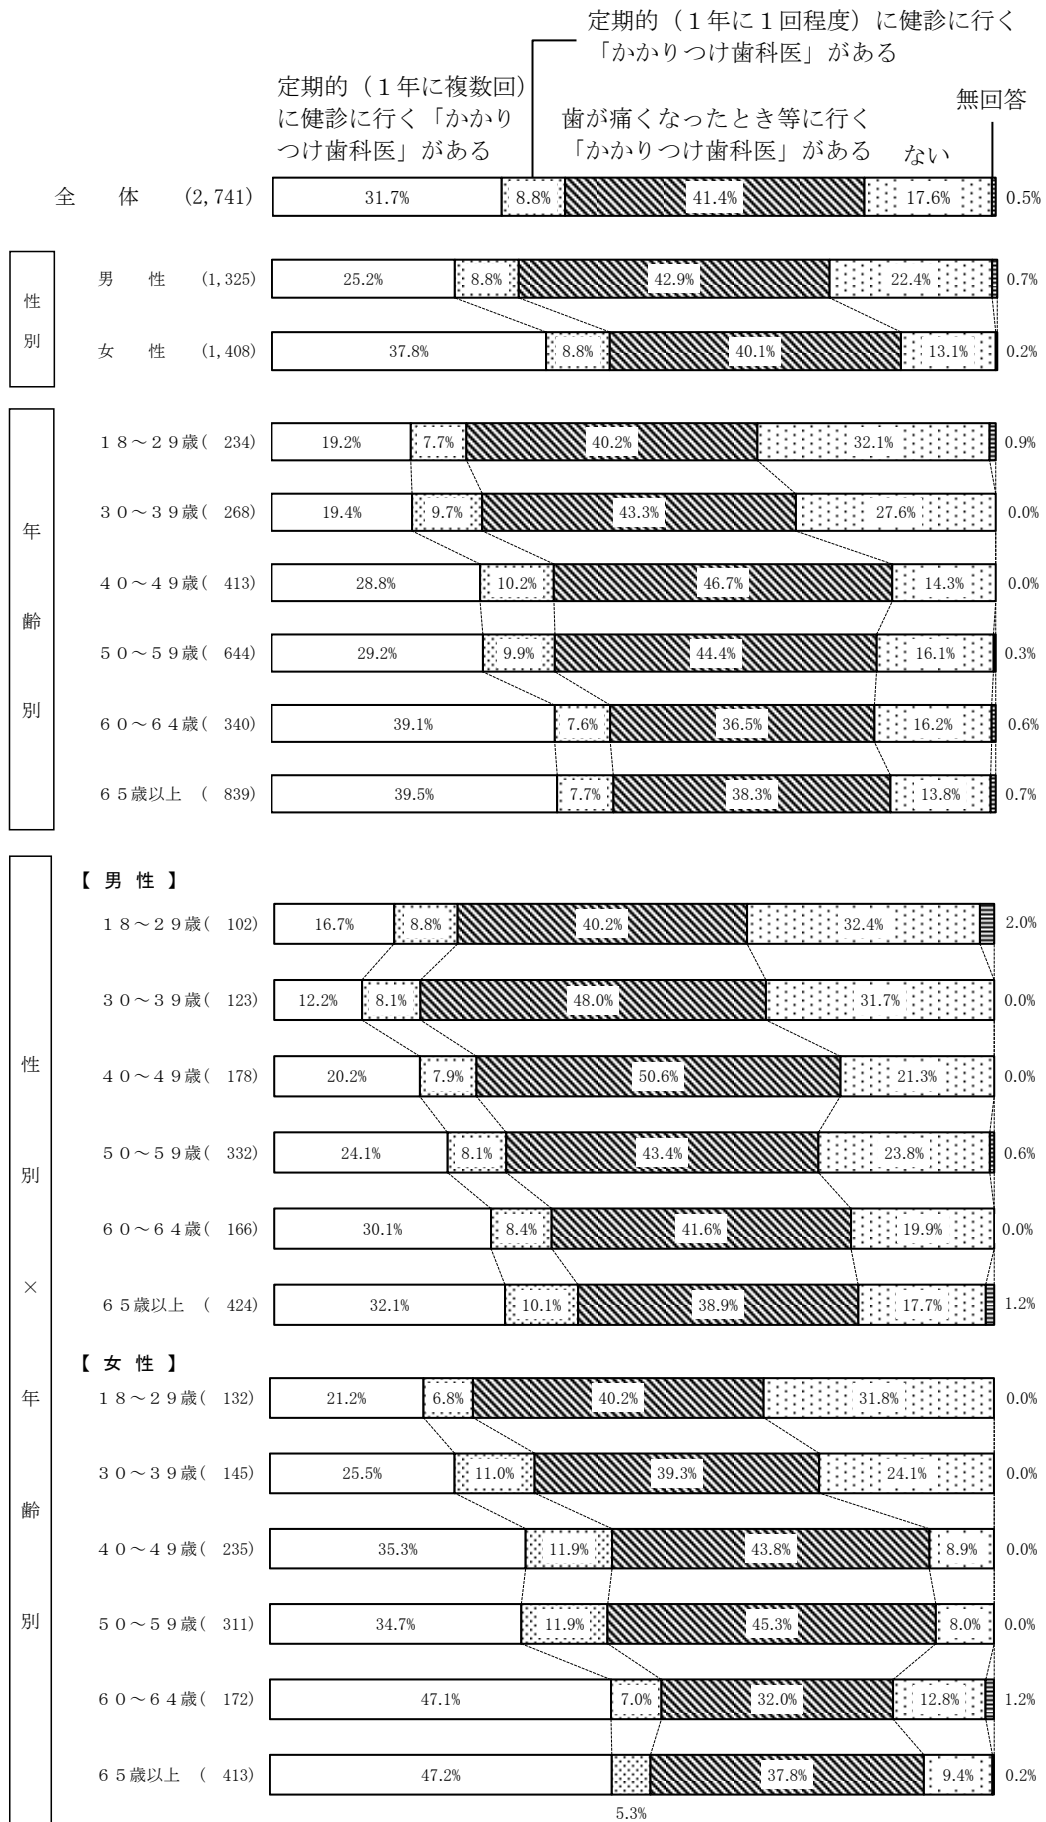 定期的（１年に１回程度）に健診に行く
「かかりつけ歯科医」がある
定期的（１年に複数回）
に健診に行く「かかり
つけ歯科医」がある
歯が痛くなったとき等に行く
「かかりつけ歯科医」がある
ない
無回答
全　体　(2,741) 31.7% 8.8% 41.4% 17.6% 0.5%
性別
男　性　(1,325) 25.2% 8.8% 42.9% 22.4% 0.7%
女　性　(1,408) 37.8% 8.8% 40.1% 13.1% 0.2%
年齢別
１８～２９歳( 234) 19.2% 7.7% 40.2% 32.1% 0.9%
３０～３９歳( 268) 19.4% 9.7% 43.3% 27.6% 0.0%
４０～４９歳( 413) 28.8% 10.2% 46.7% 14.3% 0.0%
５０～５９歳( 644) 29.2% 9.9% 44.4% 16.1% 0.3%
６０～６４歳( 340) 39.1% 7.6% 36.5% 16.2% 0.6%
６５歳以上 ( 839) 39.5% 7.7% 38.3% 13.8% 0.7%
性別×年齢別
【 男 性 】
１８～２９歳( 102) 16.7% 8.8% 40.2% 32.4% 2.0%
３０～３９歳( 123) 12.2% 8.1% 48.0% 31.7% 0.0%
４０～４９歳( 178) 20.2% 7.9% 50.6% 21.3% 0.0%
５０～５９歳( 332) 24.1% 8.1% 43.4% 23.8% 0.6%
６０～６４歳( 166) 30.1% 8.4% 41.6% 19.9% 0.0%
６５歳以上 ( 424) 32.1% 10.1% 38.9% 17.7% 1.2%
【 女 性 】
１８～２９歳( 132) 21.2% 6.8% 40.2% 31.8% 0.0%
３０～３９歳( 145) 25.5% 11.0% 39.3% 24.1% 0.0%
４０～４９歳( 235) 35.3% 11.9% 43.8% 8.9% 0.0%
５０～５９歳( 311) 34.7% 11.9% 45.3% 8.0% 0.0%
６０～６４歳( 172) 47.1% 7.0% 32.0% 12.8% 1.2%
６５歳以上 ( 413) 47.2% 37.8% 9.4% 0.2%
5.3%